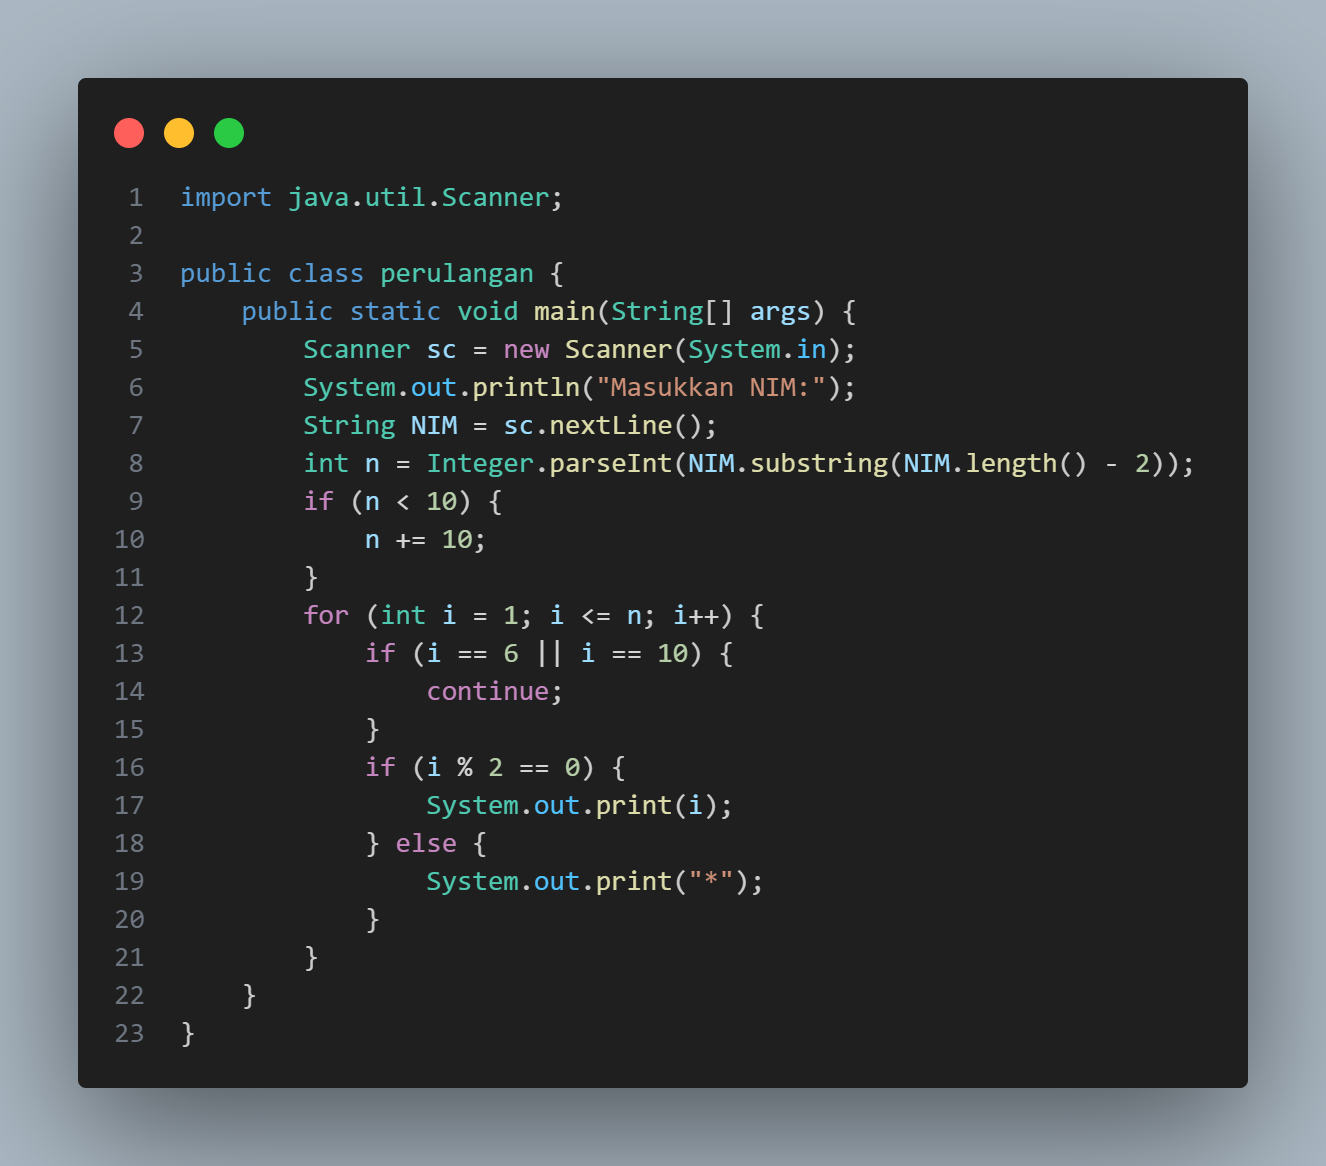 1 import java.util.Scanner;
2
3 public class perulangan {
4     public static void main(String[] args) {
5         Scanner sc = new Scanner(System.in);
6         System.out.println("Masukkan NIM:");
7         String NIM = sc.nextLine();
8         int n = Integer.parseInt(NIM.substring(NIM.length() - 2));
9         if (n < 10) {
10             n += 10;
11         }
12         for (int i = 1; i <= n; i++) {
13             if (i == 6 || i == 10) {
14                 continue;
15             }
16             if (i % 2 == 0) {
17                 System.out.print(i);
18             } else {
19                 System.out.print("*");
20             }
21         }
22     }
23 }